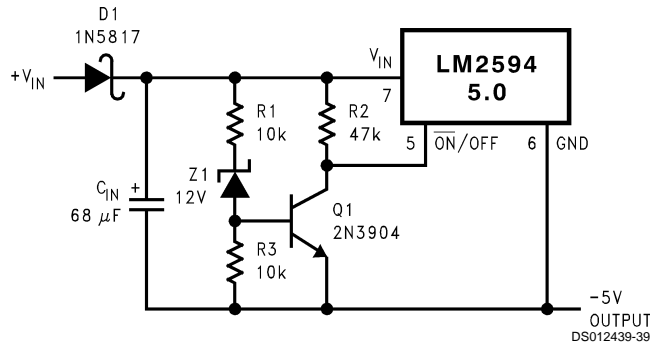 D1
1N5817
+VIN
VIN
7
LM2594
5.0
R1
10k
R2
47k
5
ON/OFF
6
GND
Z1
12V
CIN
+
68 µF
Q1
2N3904
R3
10k
-5V
OUTPUT
DS012439-39